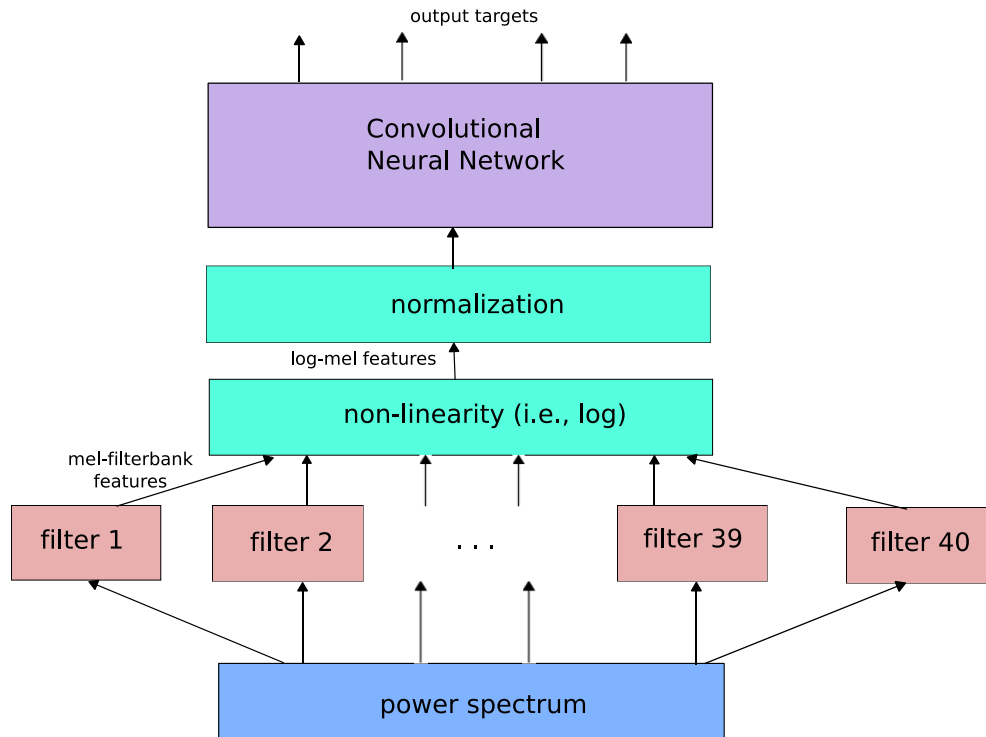 output targets
Convolutional
Neural Network
normalization
log-mel features
non-linearity (i.e., log)
mel-filterbank
features
filter 1
filter 2
. . .
filter 39
filter 40
power spectrum